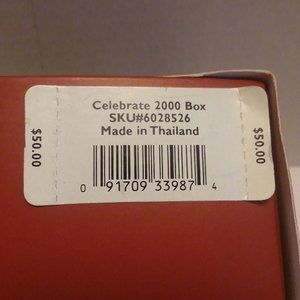 Celebrate 2000 Box
SKU#6028526
Made in Thailand
$50.00
$50.00
0 91709 33987 4